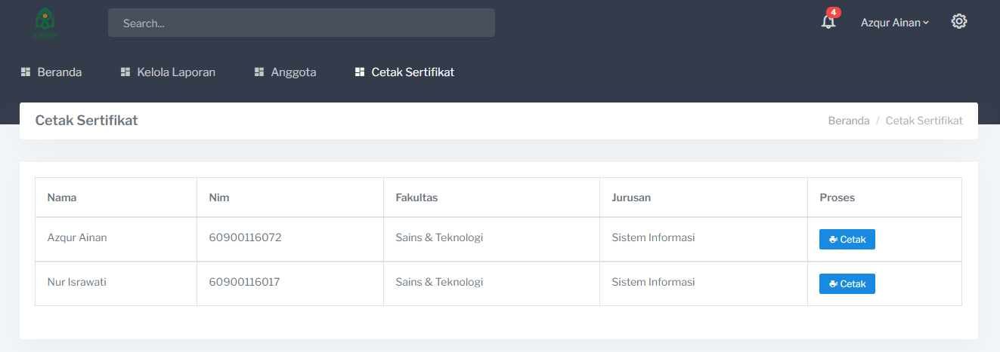 Search...
4
Azqur Ainan
Beranda
Kelola Laporan
Anggota
Cetak Sertifikat
Cetak Sertifikat
Beranda / Cetak Sertifikat
Nama Nim Fakultas Jurusan Proses
Azqur Ainan 60900116072 Sains & Teknologi Sistem Informasi Cetak
Nur Israwati 60900116017 Sains & Teknologi Sistem Informasi Cetak